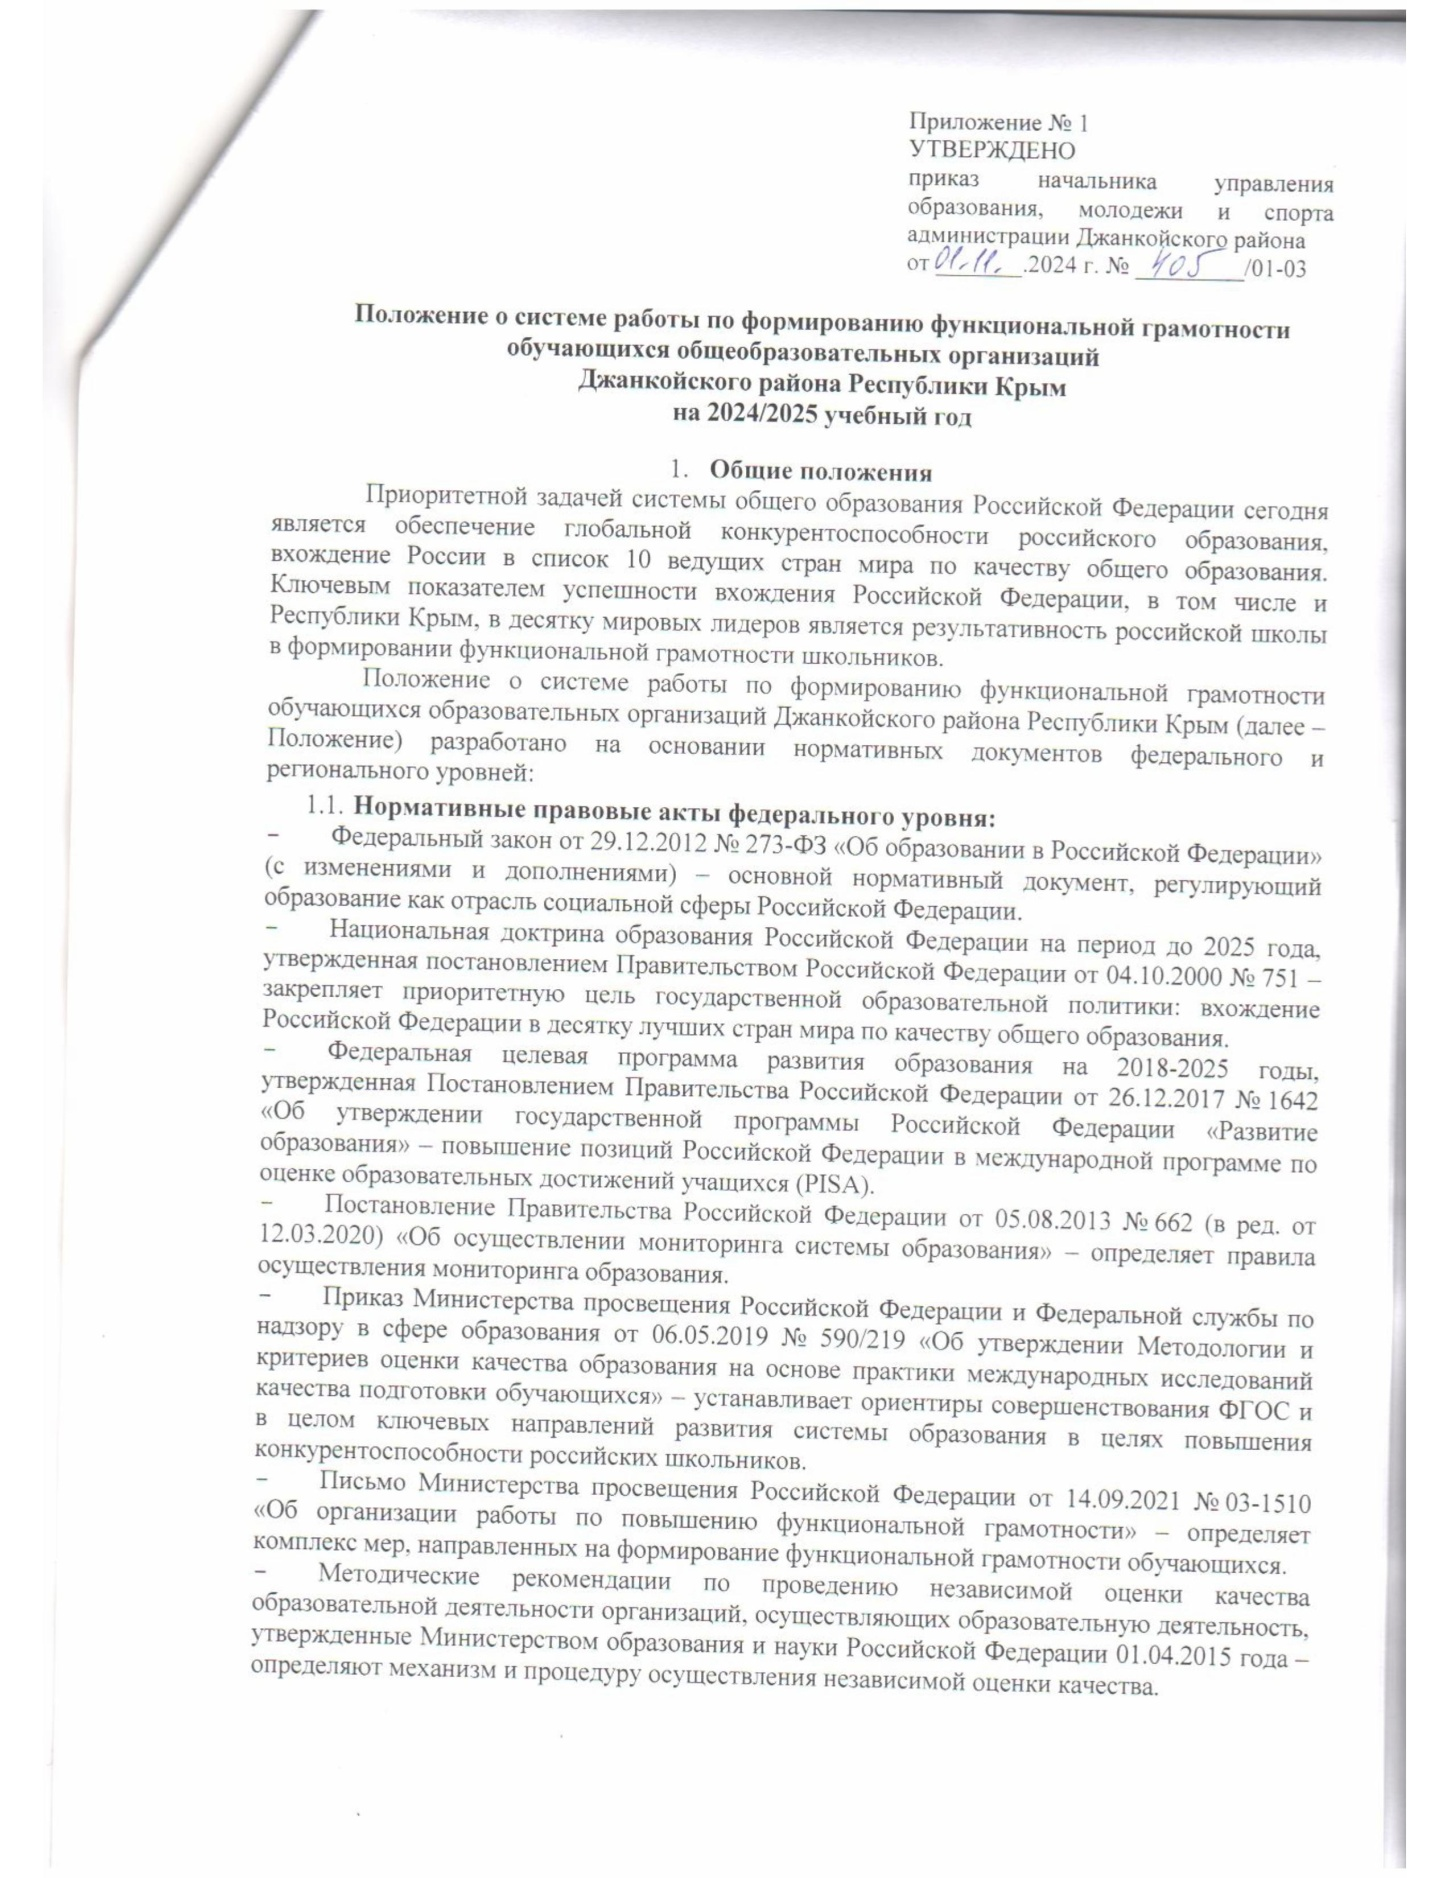 Приложение № 1
УТВЕРЖДЕНО
приказ начальника управления
образования, молодежи и спорта
администрации Джанкойского района
от 01.11. .2024 г. № 405 /01-03
Положение о системе работы по формированию функциональной грамотности
обучающихся общеобразовательных организаций
Джанкойского района Республики Крым
на 2024/2025 учебный год
1. Общие положения
Приоритетной задачей системы общего образования Российской Федерации сегодня
является обеспечение глобальной конкурентоспособности российского образования,
вхождение России в список 10 ведущих стран мира по качеству общего образования.
Ключевым показателем успешности вхождения Российской Федерации, в том числе и
Республики Крым, в десятку мировых лидеров является результативность российской школы
в формировании функциональной грамотности школьников.
Положение о системе работы по формированию функциональной грамотности
обучающихся образовательных организаций Джанкойского района Республики Крым (далее –
Положение) разработано на основании нормативных документов федерального и
регионального уровней:
1.1. Нормативные правовые акты федерального уровня:
– Федеральный закон от 29.12.2012 № 273-ФЗ «Об образовании в Российской Федерации»
(с изменениями и дополнениями) – основной нормативный документ, регулирующий
образование как отрасль социальной сферы Российской Федерации.
– Национальная доктрина образования Российской Федерации на период до 2025 года,
утвержденная постановлением Правительством Российской Федерации от 04.10.2000 № 751 –
закрепляет приоритетную цель государственной образовательной политики: вхождение
Российской Федерации в десятку лучших стран мира по качеству общего образования.
– Федеральная целевая программа развития образования на 2018-2025 годы,
утвержденная Постановлением Правительства Российской Федерации от 26.12.2017 № 1642
«Об утверждении государственной программы Российской Федерации «Развитие
образования» – повышение позиций Российской Федерации в международной программе по
оценке образовательных достижений учащихся (PISA).
– Постановление Правительства Российской Федерации от 05.08.2013 № 662 (в ред. от
12.03.2020) «Об осуществлении мониторинга системы образования» – определяет правила
осуществления мониторинга образования.
– Приказ Министерства просвещения Российской Федерации и Федеральной службы по
надзору в сфере образования от 06.05.2019 № 590/219 «Об утверждении Методологии и
критериев оценки качества образования на основе практики международных исследований
качества подготовки обучающихся» – устанавливает ориентиры совершенствования ФГОС и
в целом ключевых направлений развития системы образования в целях повышения
конкурентоспособности российских школьников.
– Письмо Министерства просвещения Российской Федерации от 14.09.2021 № 03-1510
«Об организации работы по повышению функциональной грамотности» – определяет
комплекс мер, направленных на формирование функциональной грамотности обучающихся.
– Методические рекомендации по проведению независимой оценки качества
образовательной деятельности организаций, осуществляющих образовательную деятельность,
утвержденные Министерством образования и науки Российской Федерации 01.04.2015 года –
определяют механизм и процедуру осуществления независимой оценки качества.